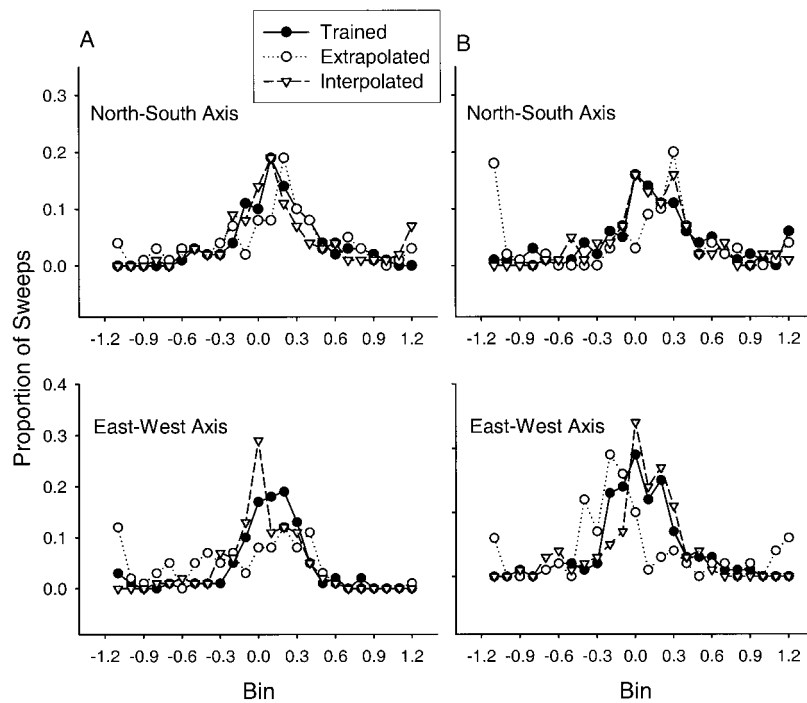 A
B
Trained
Extrapolated
Interpolated
North-South Axis
North-South Axis
0.3
0.2
0.1
0.0
-1.2 -0.9 -0.6 -0.3 0.0 0.3 0.6 0.9 1.2
-1.2 -0.9 -0.6 -0.3 0.0 0.3 0.6 0.9 1.2
Proportion of Sweeps
0.4
0.3
0.2
0.1
0.0
East-West Axis
East-West Axis
-1.2 -0.9 -0.6 -0.3 0.0 0.3 0.6 0.9 1.2
-1.2 -0.9 -0.6 -0.3 0.0 0.3 0.6 0.9 1.2
Bin
Bin